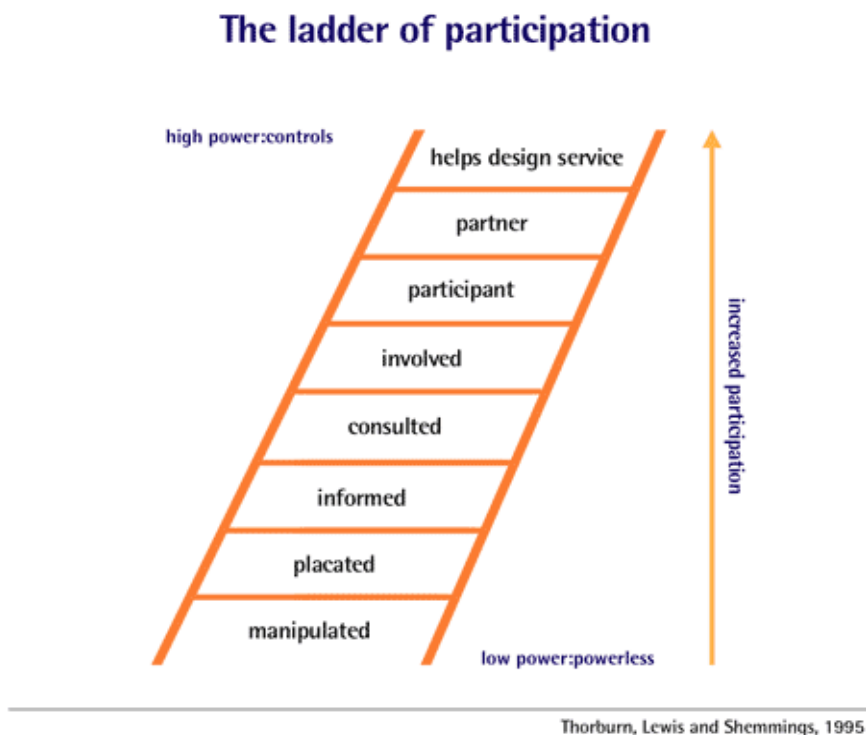 The ladder of participation
high power:controls
helps design service
partner
participant
involved
consulted
informed
placated
manipulated
low power:powerless
increased participation
Thorburn, Lewis and Shemmings, 1995